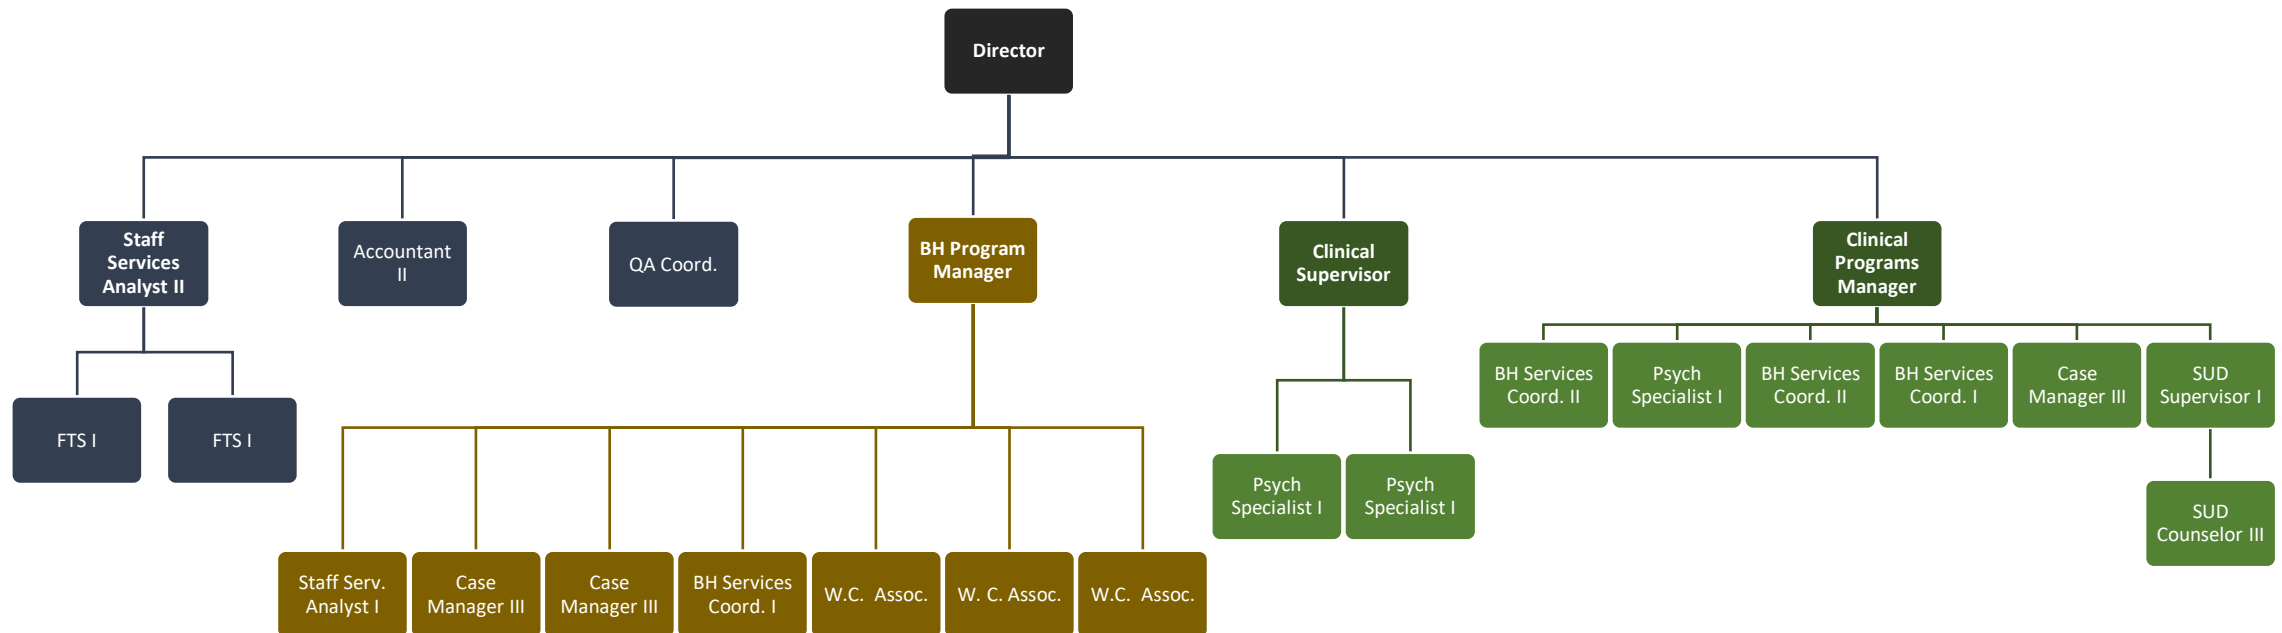 Director
Staff
Services
Analyst II
Accountant
II
QA Coord.
BH Program
Manager
Clinical
Supervisor
Clinical
Programs
Manager
FTS I
FTS I
BH Services
Coord. II
Psych
Specialist I
BH Services
Coord. II
BH Services
Coord. I
Case
Manager III
SUD
Supervisor I
Psych
Specialist I
Psych
Specialist I
SUD
Counselor III
Staff Serv.
Analyst I
Case
Manager III
Case
Manager III
BH Services
Coord. I
W.C.  Assoc.
W. C. Assoc.
W.C.  Assoc.